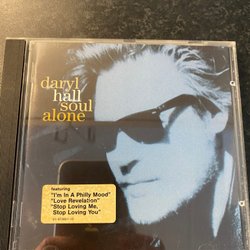 daryl
hall
soul
alone
featuring
"I'm In A Philly Mood"
"Love Revelation"
"Stop Loving Me,
Stop Loving You"